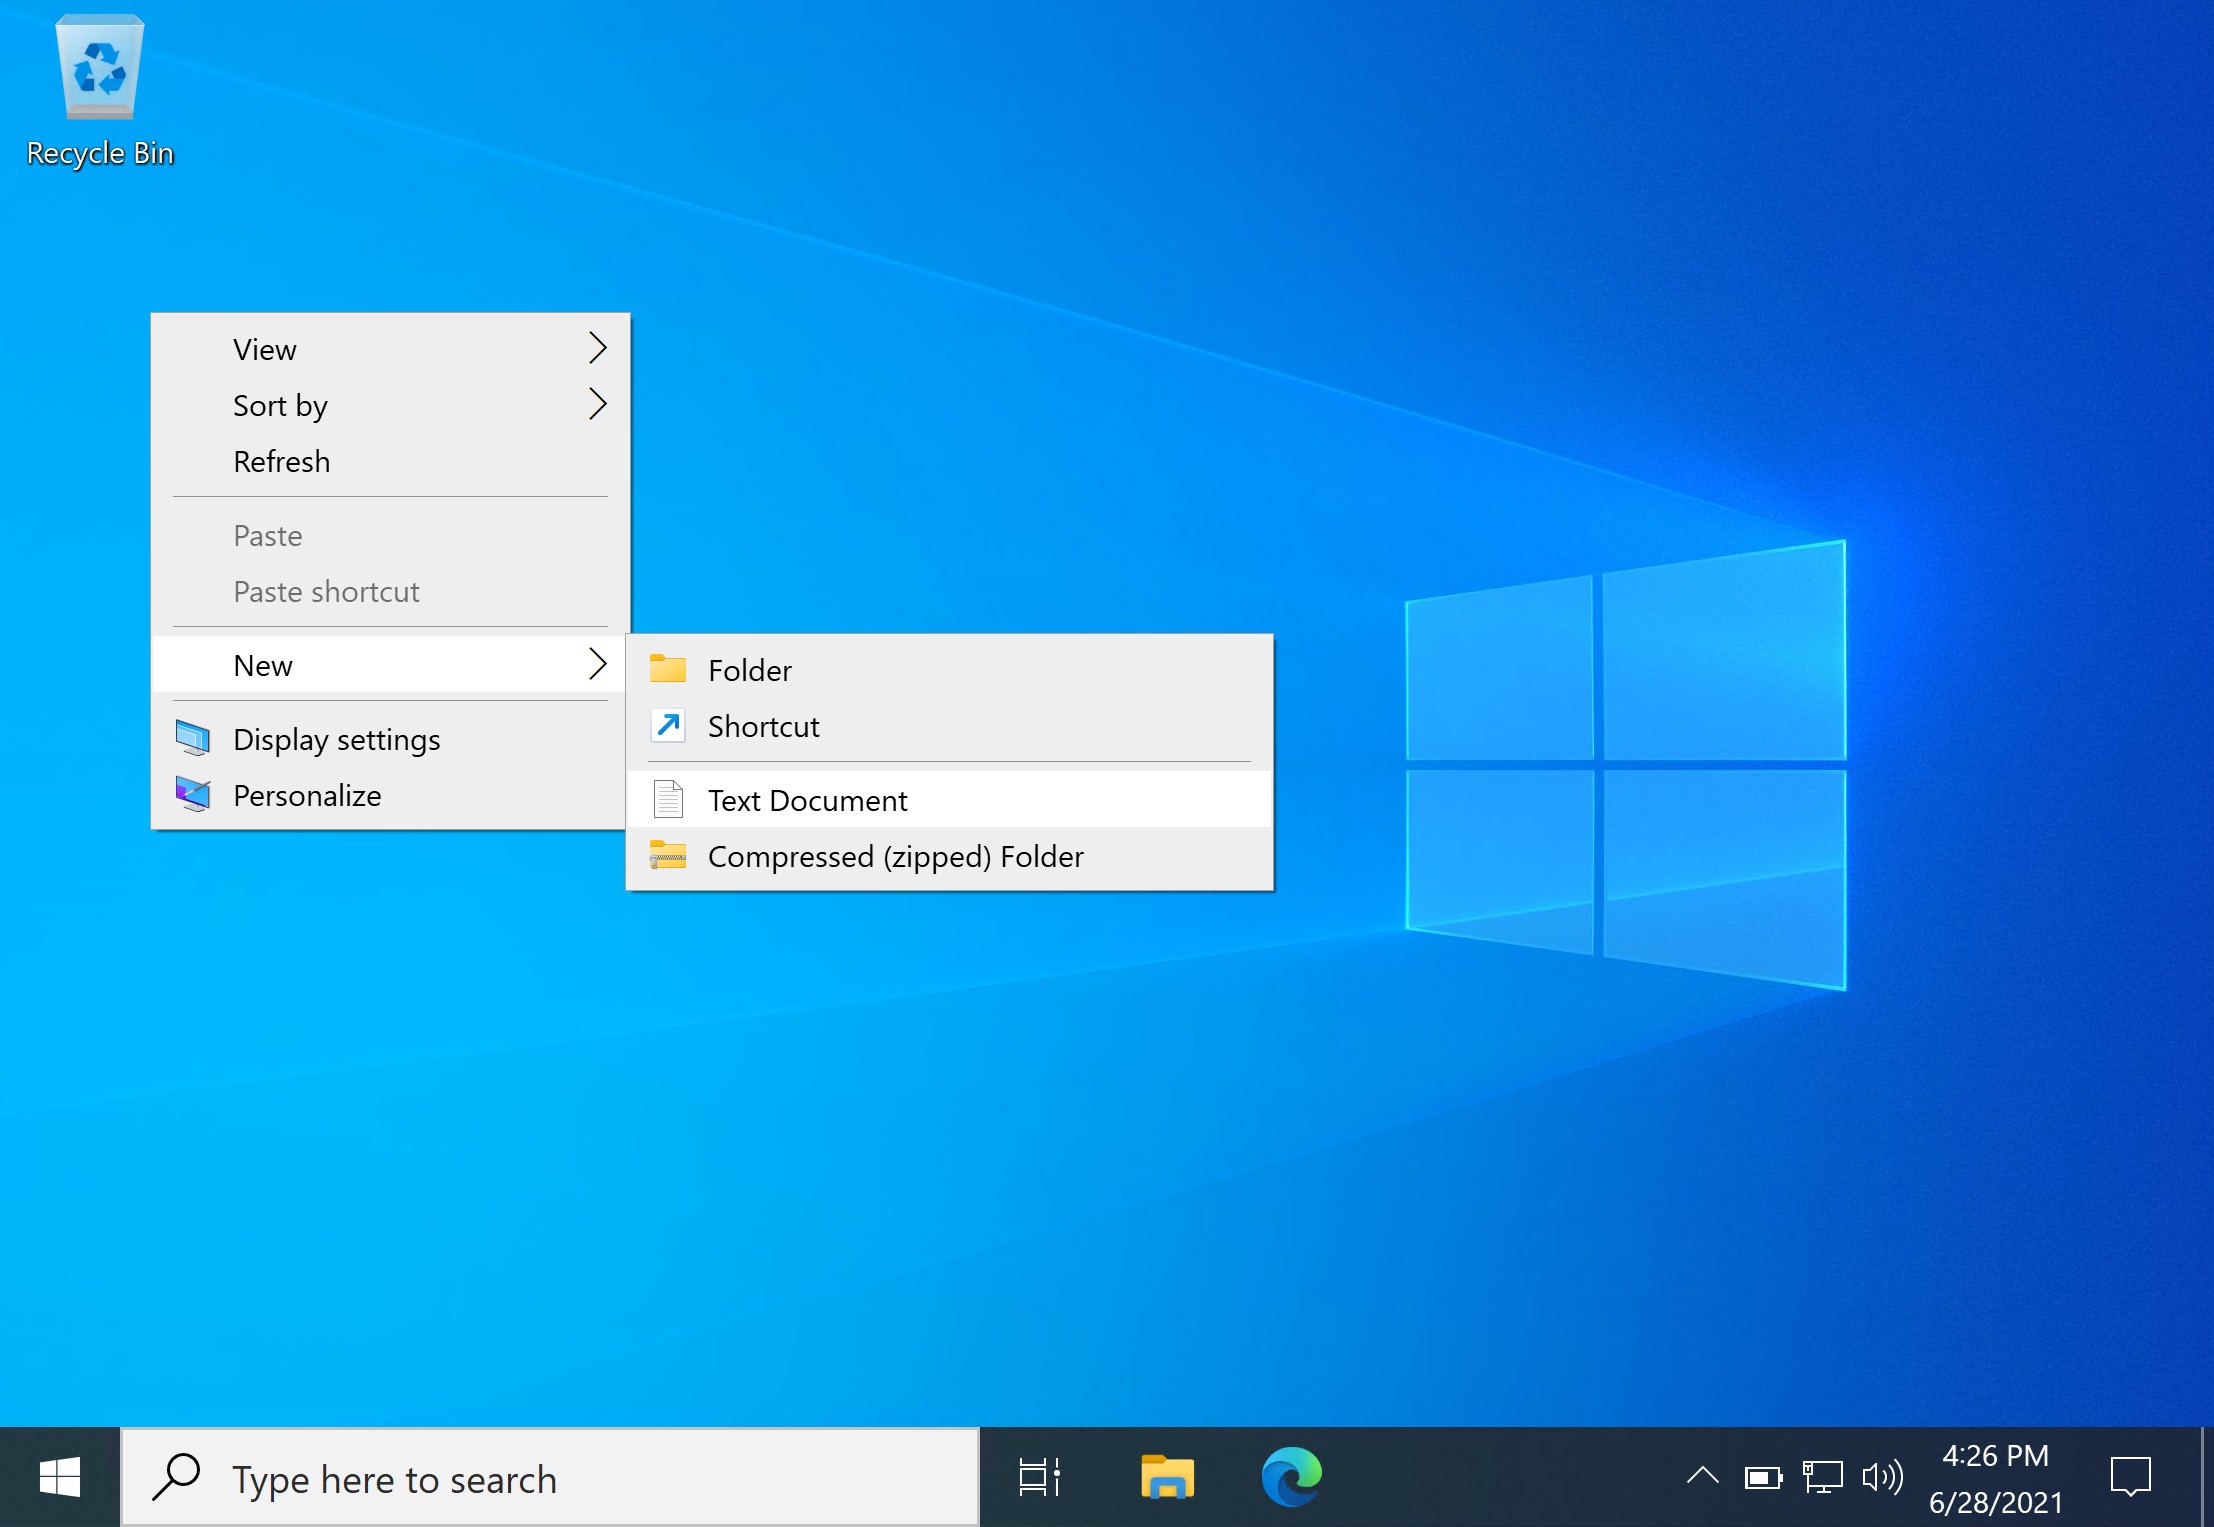 Recycle Bin
View
Sort by
Refresh
Paste
Paste shortcut
New
Display settings
Personalize
Folder
Shortcut
Text Document
Compressed (zipped) Folder
Type here to search
4:26 PM
6/28/2021